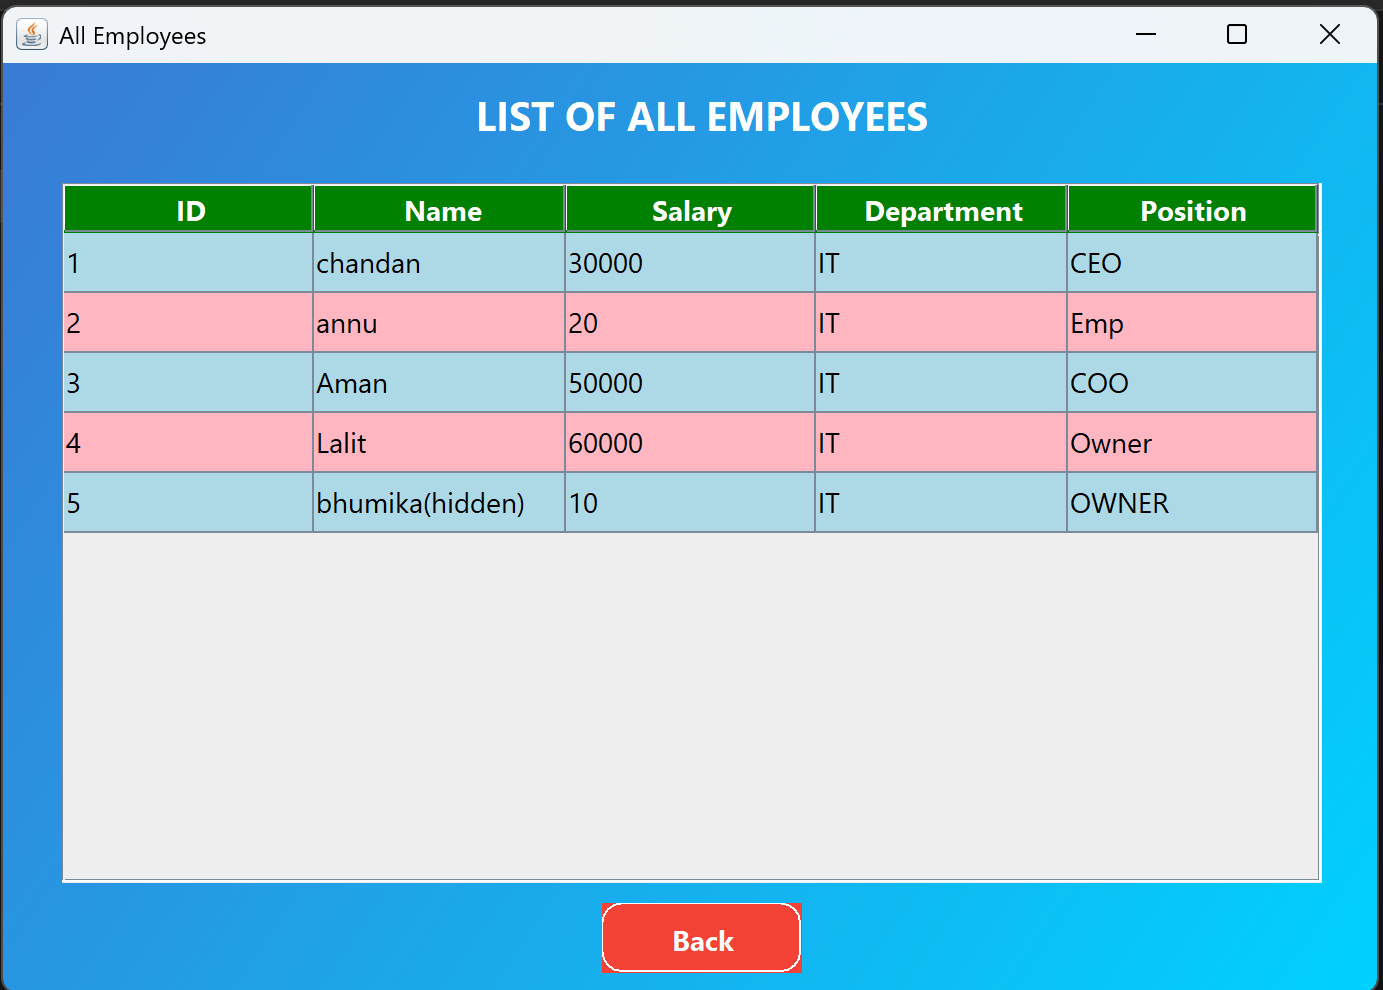 All Employees
LIST OF ALL EMPLOYEES
ID Name Salary Department Position
1 chandan 30000 IT CEO
2 annu 20 IT Emp
3 Aman 50000 IT COO
4 Lalit 60000 IT Owner
5 bhumika(hidden) 10 IT OWNER
Back